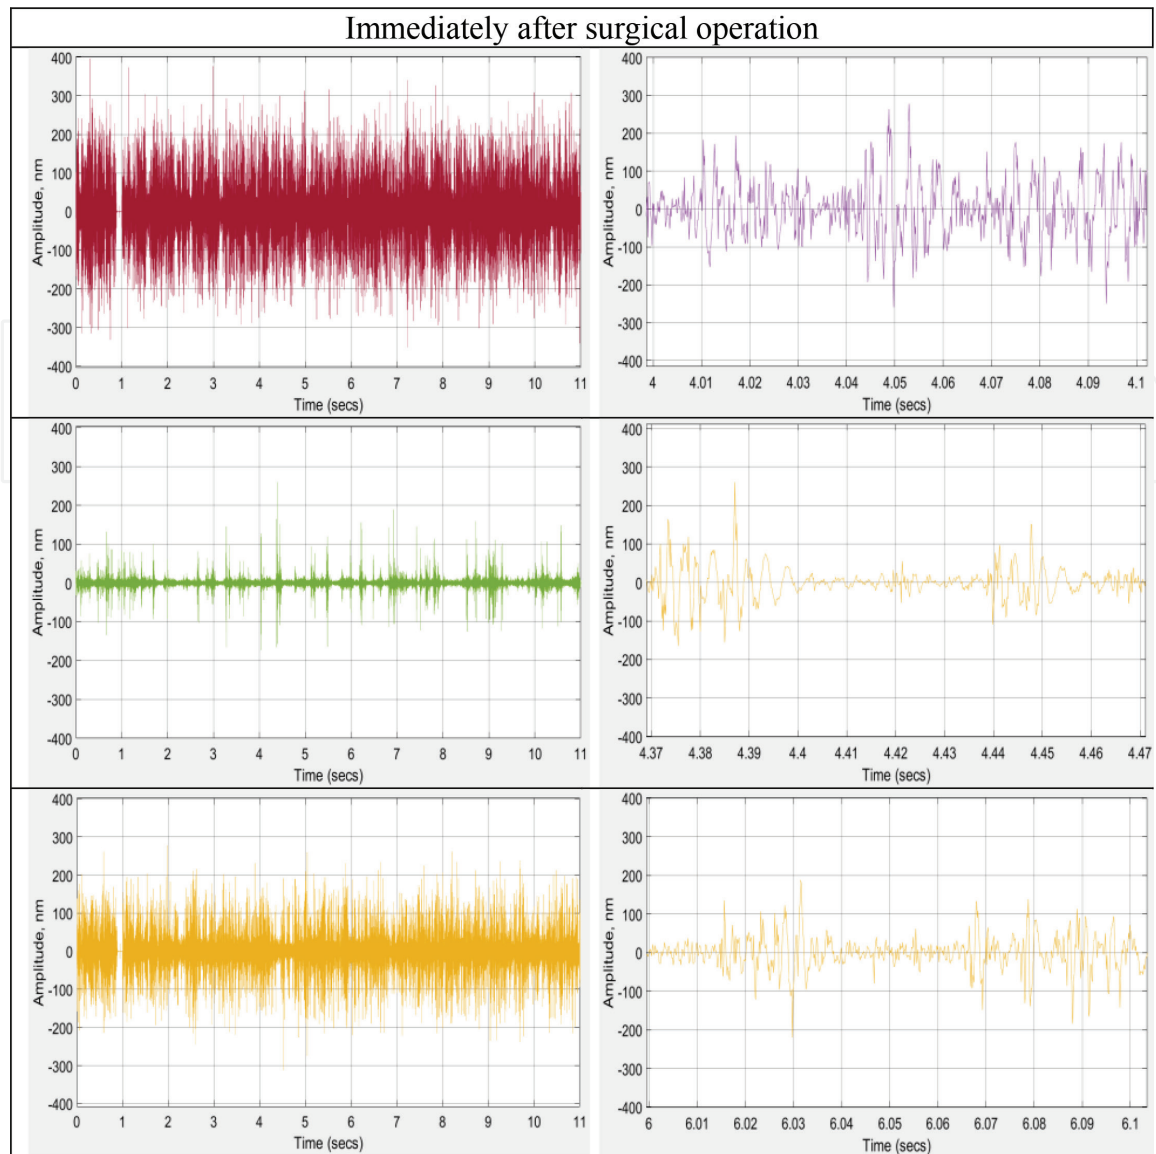 Immediately after surgical operation
400
300
200
100
0
-100
-200
-300
-400
Amplitude, nm
0 1 2 3 4 5 6 7 8 9 10 11
Time (secs)
400
300
200
100
0
-100
-200
-300
-400
Amplitude, nm
4 4.01 4.02 4.03 4.04 4.05 4.06 4.07 4.08 4.09 4.1
Time (secs)
400
300
200
100
0
-100
-200
-300
-400
Amplitude, nm
0 1 2 3 4 5 6 7 8 9 10 11
Time (secs)
400
300
200
100
0
-100
-200
-300
-400
Amplitude, nm
4.37 4.38 4.39 4.4 4.41 4.42 4.43 4.44 4.45 4.46 4.47
Time (secs)
400
300
200
100
0
-100
-200
-300
-400
Amplitude, nm
0 1 2 3 4 5 6 7 8 9 10 11
Time (secs)
400
300
200
100
0
-100
-200
-300
-400
Amplitude, nm
6 6.01 6.02 6.03 6.04 6.05 6.06 6.07 6.08 6.09 6.1
Time (secs)